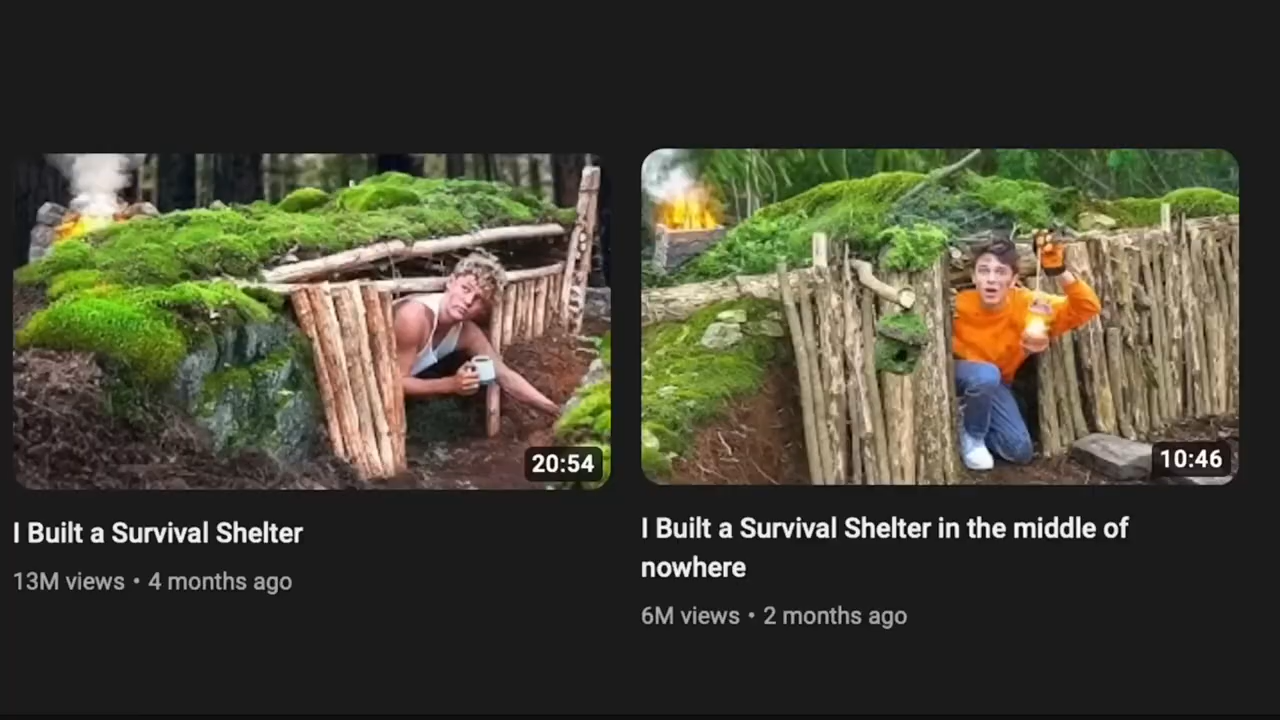 20:54
10:46
I Built a Survival Shelter
13M views • 4 months ago
I Built a Survival Shelter in the middle of
nowhere
6M views • 2 months ago